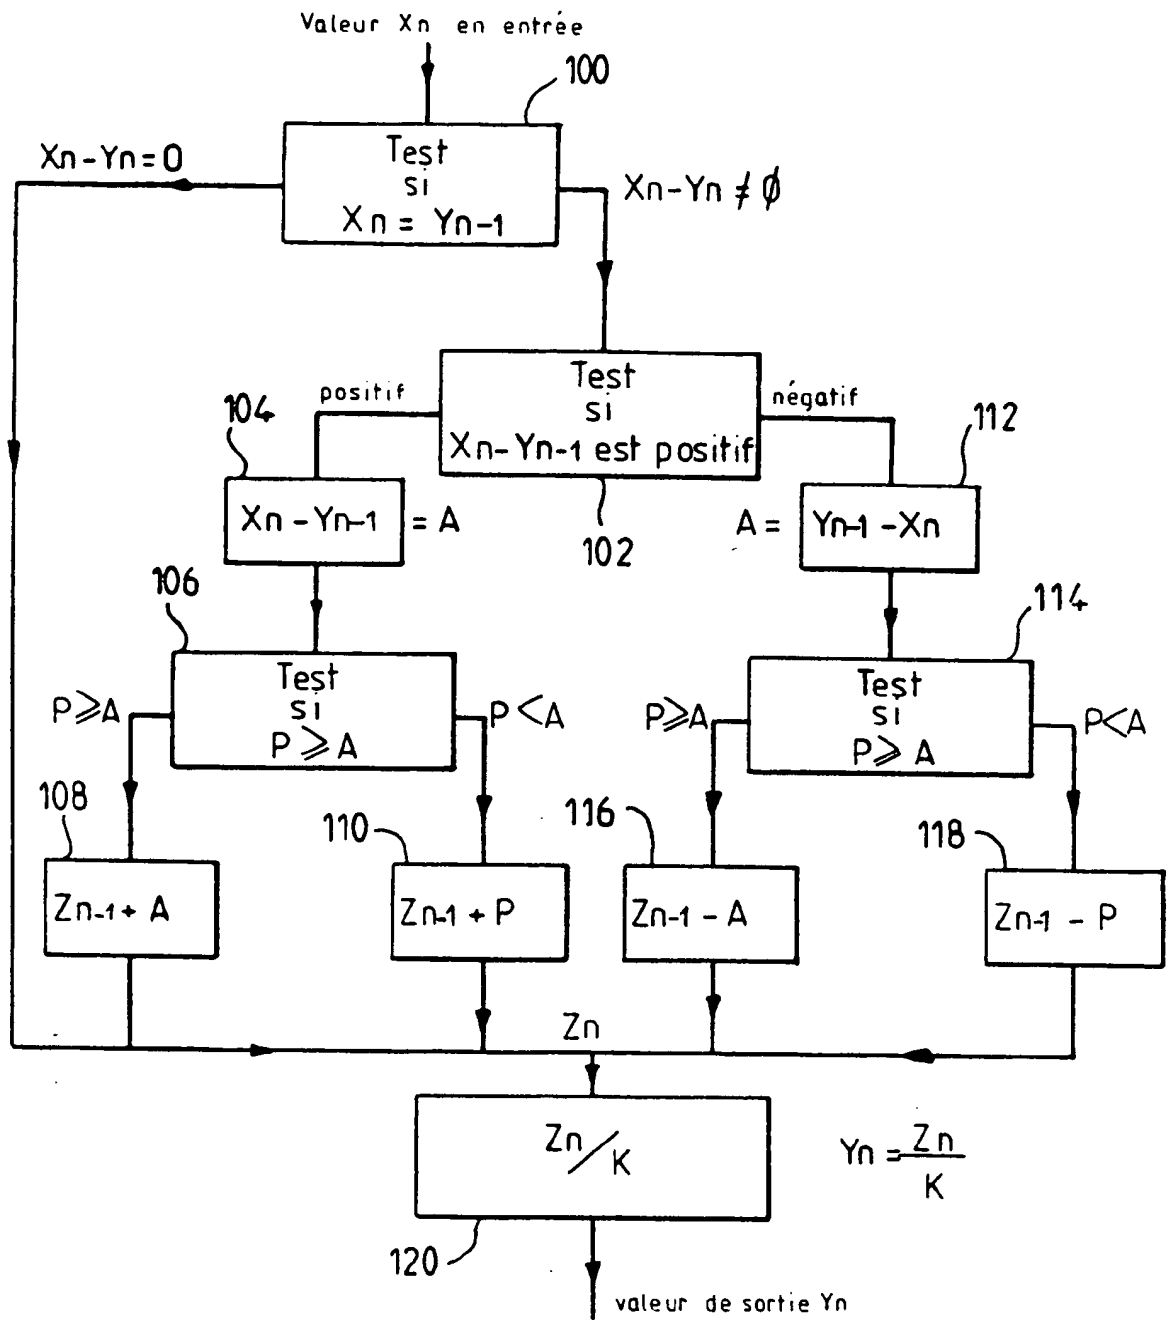 Valeur Xn en entrée
100
Xn-Yn=0
Test
si
Xn = Yn-1
Xn-Yn ≠ ∅
positif
Test
si
Xn-Yn-1 est positif
négatif
104
112
Xn - Yn-1
= A
102
A =
Yn-1 - Xn
106
114
P⩾A
Test
si
P ⩾ A
P < A
P⩾A
Test
si
P⩾ A
P<A
108
110
116
118
Zn-1 + A
Zn-1 + P
Zn-1 - A
Zn-1 - P
Zn
Zn/K
Yn = Zn
K
120
valeur de sortie Yn